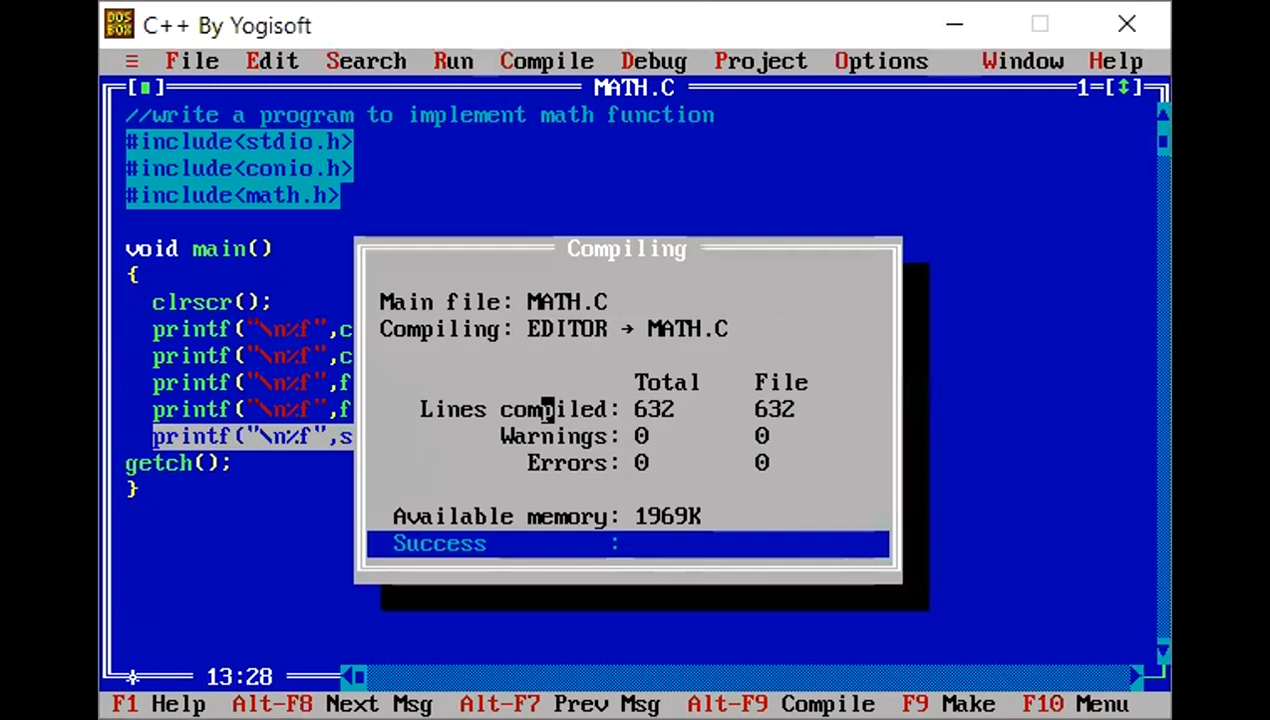 DOS BOX C++ By Yogisoft
≡ File Edit Search Run Compile Debug Project Options Window Help
[■] MATH.C 1=[↕]
//write a program to implement math function
#include<stdio.h>
#include<conio.h>
#include<math.h>
void main()
{
clrscr();
printf("\n%f",c
printf("\n%f",c
printf("\n%f",f
printf("\n%f",f
printf("\n%f",s
getch();
}
Compiling
Main file: MATH.C
Compiling: EDITOR → MATH.C
Total File
Lines compiled: 632 632
Warnings: 0 0
Errors: 0 0
Available memory: 1969K
Success :
13:28
F1 Help Alt-F8 Next Msg Alt-F7 Prev Msg Alt-F9 Compile F9 Make F10 Menu